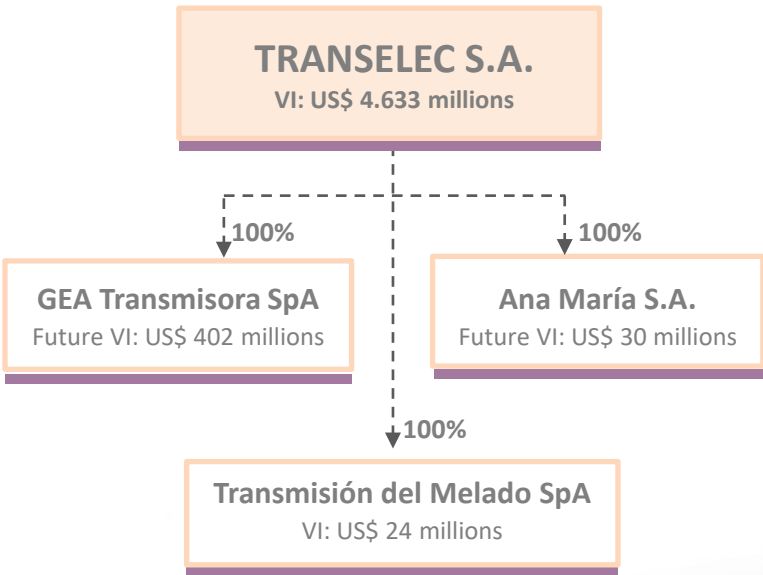 TRANSELEC S.A.
VI: US$ 4.633 millions
100%
100%
GEA Transmisora SpA
Future VI: US$ 402 millions
Ana María S.A.
Future VI: US$ 30 millions
100%
Transmisión del Melado SpA
VI: US$ 24 millions